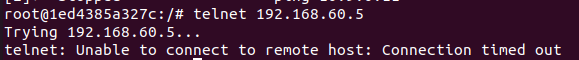 root@1ed4385a327c:/# telnet 192.168.60.5
Trying 192.168.60.5...
telnet: Unable to connect to remote host: Connection timed out